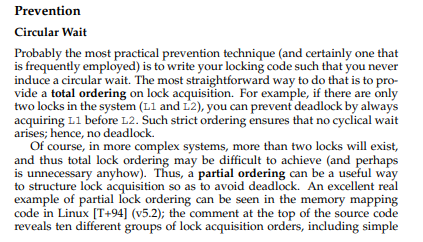 Prevention
Circular Wait
Probably the most practical prevention technique (and certainly one that
is frequently employed) is to write your locking code such that you never
induce a circular wait. The most straightforward way to do that is to pro-
vide a total ordering on lock acquisition. For example, if there are only
two locks in the system (L1 and L2), you can prevent deadlock by always
acquiring L1 before L2. Such strict ordering ensures that no cyclical wait
arises; hence, no deadlock.
Of course, in more complex systems, more than two locks will exist,
and thus total lock ordering may be difficult to achieve (and perhaps
is unnecessary anyhow). Thus, a partial ordering can be a useful way
to structure lock acquisition so as to avoid deadlock. An excellent real
example of partial lock ordering can be seen in the memory mapping
code in Linux [T+94] (v5.2); the comment at the top of the source code
reveals ten different groups of lock acquisition orders, including simple